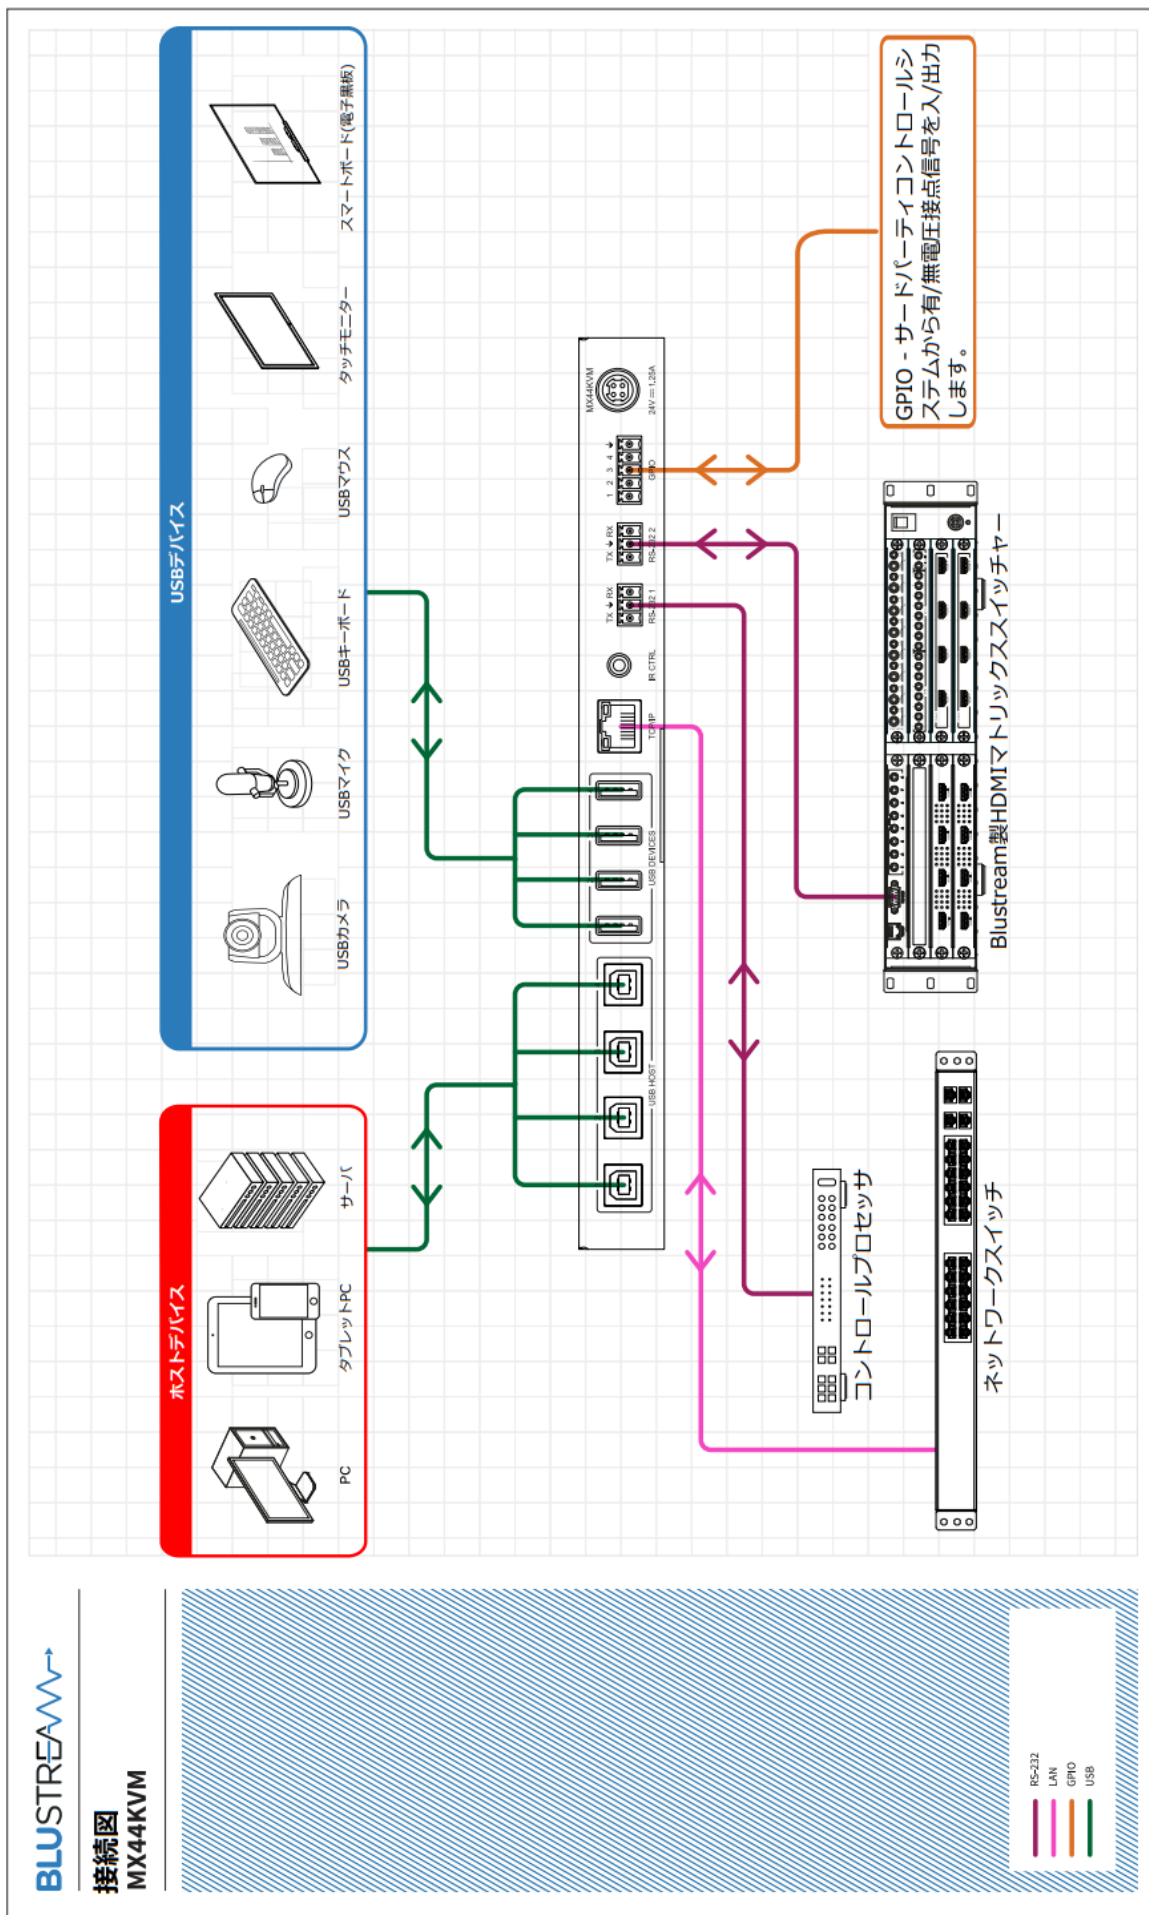 BLUSTREAM
接続図
MX44KVM
ホストデバイス
PC
タブレットPC
サーバ
USBデバイス
USBカメラ
USBマイク
USBキーボード
USBマウス
タッチモニター
スマートボード(電子黒板)
USB HOST
USB DEVICES
TCP/IP
IR CTRL
TX RX
RS-232 1
TX RX
RS-232 2
1 2 3 4
GPIO
MX44KVM
24V 1.25A
コントロールプロセッサ
ネットワークスイッチ
Blustream製HDMIマトリックススイッチャー
GPIO - サードパーティコントロールシ
ステムから有/無電圧接点信号を入/出力
します。
RS-232
LAN
GPIO
USB